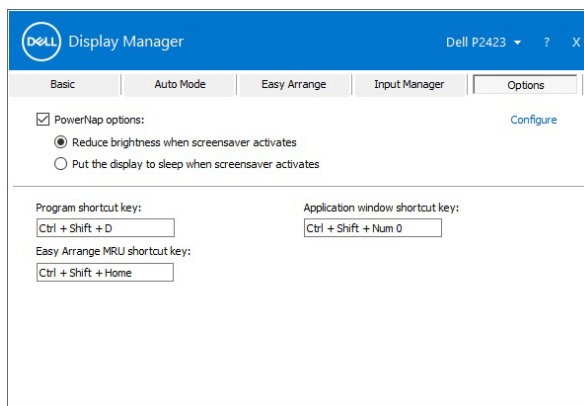 DELL Display Manager Dell P2423 ? X
Basic Auto Mode Easy Arrange Input Manager Options
PowerNap options: Configure
Reduce brightness when screensaver activates
Put the display to sleep when screensaver activates
Program shortcut key: Application window shortcut key:
Ctrl + Shift + D Ctrl + Shift + Num 0
Easy Arrange MRU shortcut key:
Ctrl + Shift + Home